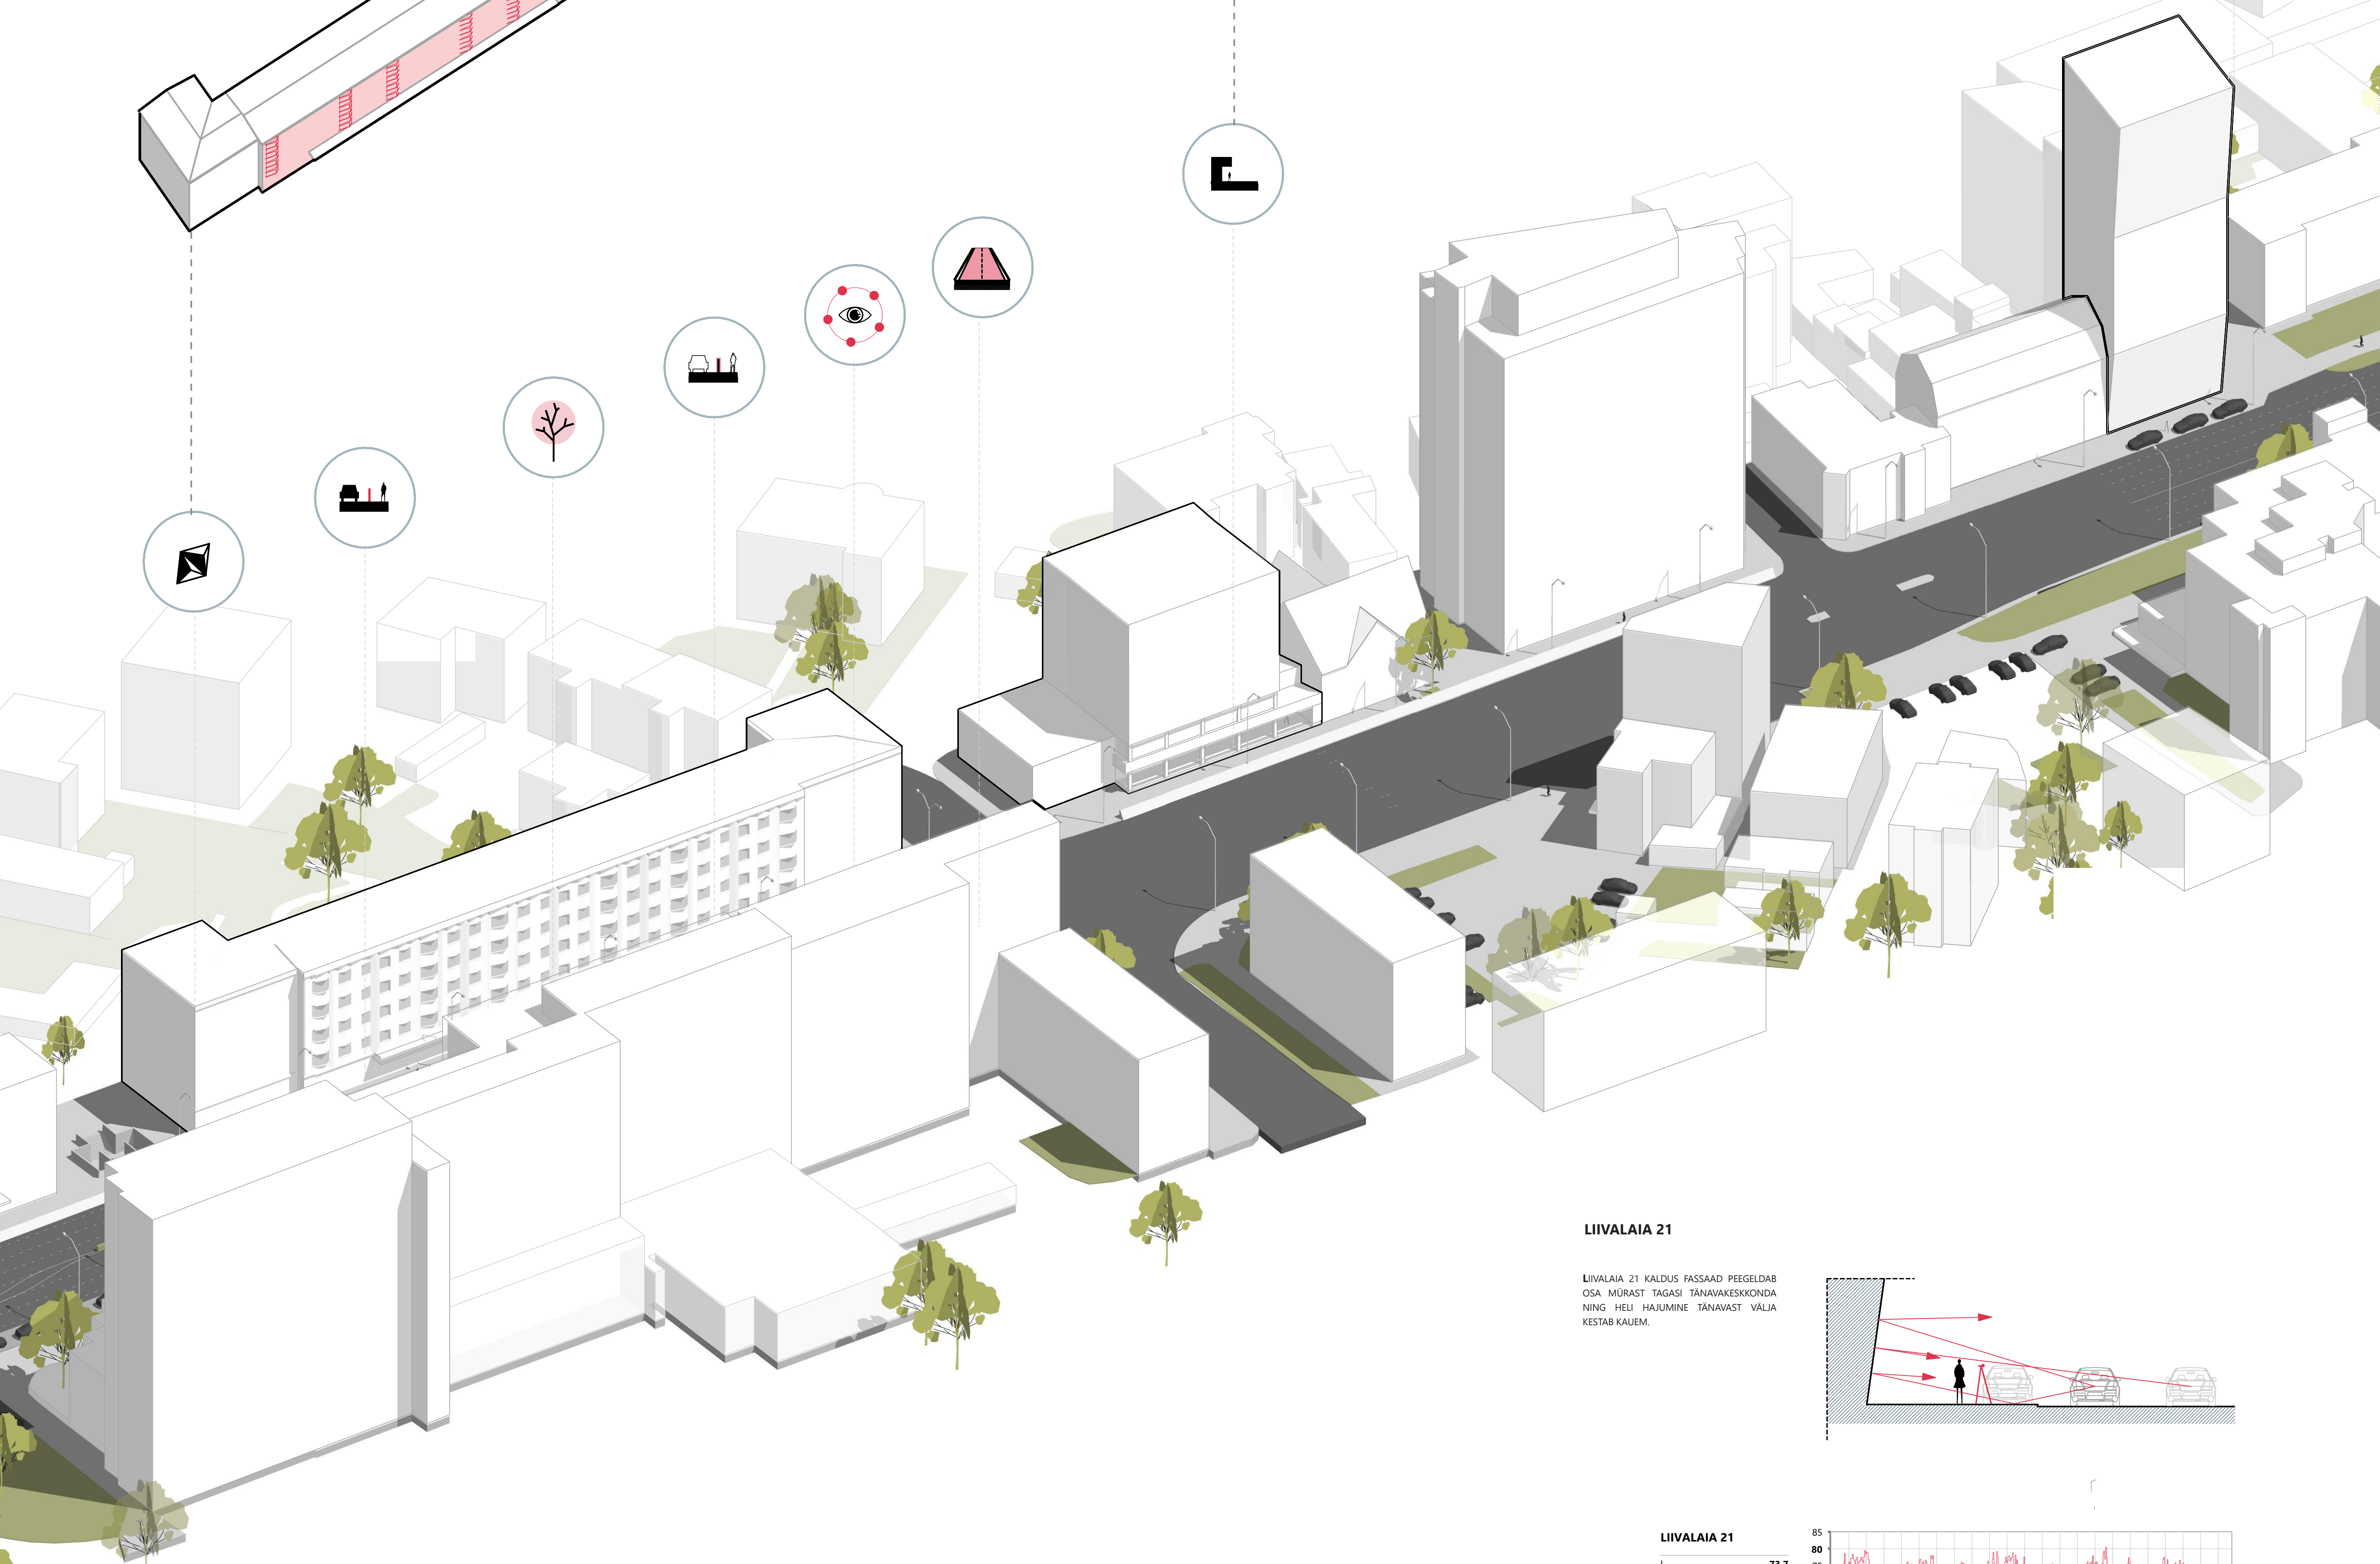 LIIVALAIA 21
LIIVALAIA 21 KALDUS FASSAAD PEEGELDAB
OSA MÜRAST TAGASI TÄNAVAKESKKONDA
NING HELI HAJUMINE TÄNAVAST VÄLJA
KESTAB KAUEM.
LIIVALAIA 21
85
80